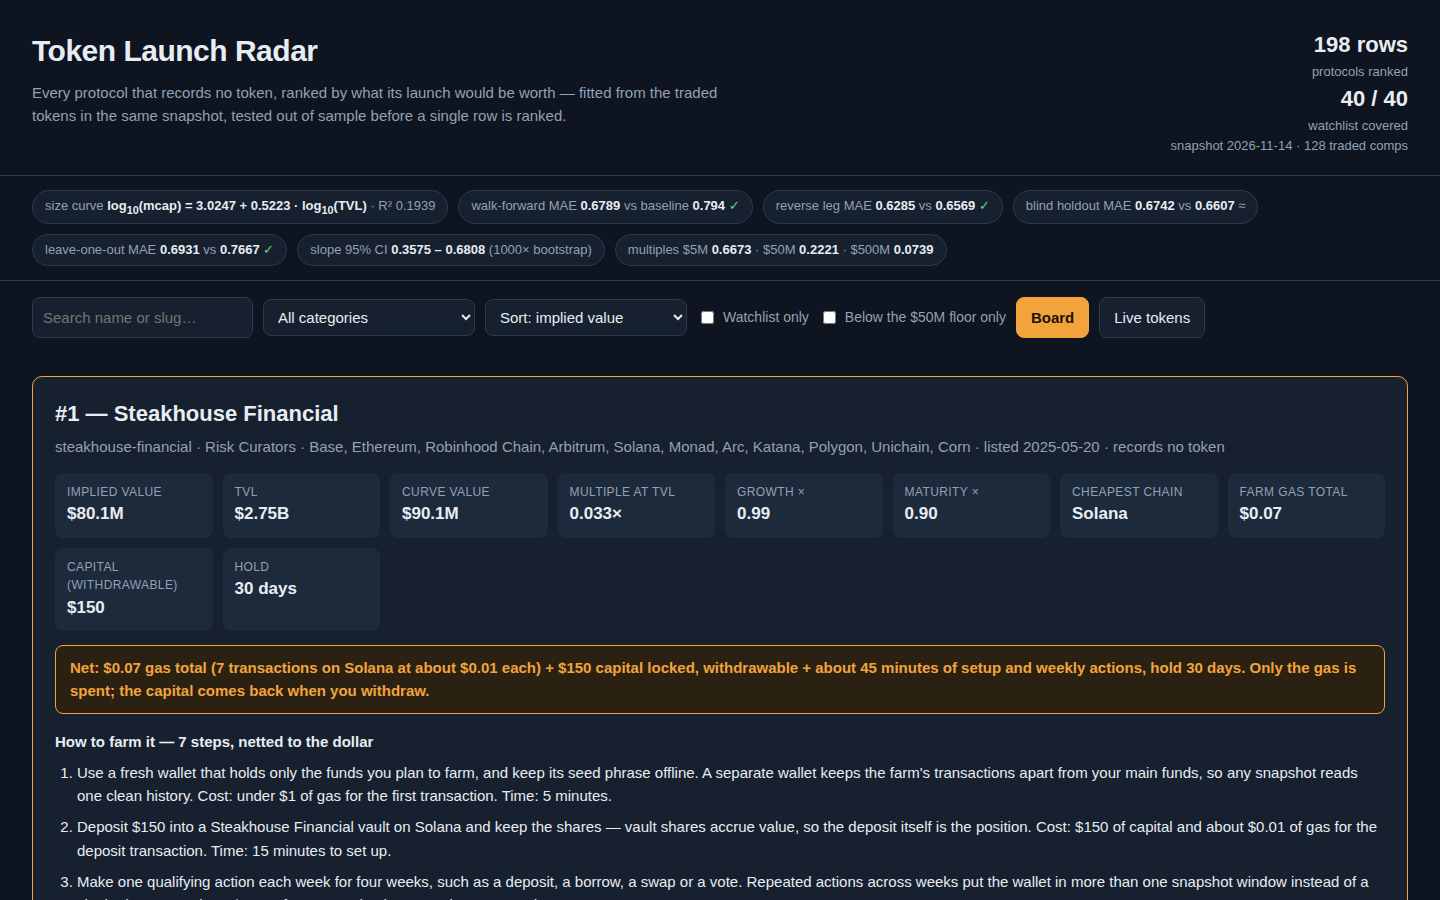 Token Launch Radar
Every protocol that records no token, ranked by what its launch would be worth — fitted from the traded
tokens in the same snapshot, tested out of sample before a single row is ranked.
198 rows
protocols ranked
40 / 40
watchlist covered
snapshot 2026-11-14 · 128 traded comps
size curve log10(mcap) = 3.0247 + 0.5223 · log10(TVL) · R² 0.1939
walk-forward MAE 0.6789 vs baseline 0.794 ✓
reverse leg MAE 0.6285 vs 0.6569 ✓
blind holdout MAE 0.6742 vs 0.6607 ≈
leave-one-out MAE 0.6931 vs 0.7667 ✓
slope 95% CI 0.3575 – 0.6808 (1000× bootstrap)
multiples $5M 0.6673 · $50M 0.2221 · $500M 0.0739
Search name or slug…
All categories
Sort: implied value
Watchlist only
Below the $50M floor only
Board
Live tokens
#1 — Steakhouse Financial
steakhouse-financial · Risk Curators · Base, Ethereum, Robinhood Chain, Arbitrum, Solana, Monad, Arc, Katana, Polygon, Unichain, Corn · listed 2025-05-20 · records no token
IMPLIED VALUE
$80.1M
TVL
$2.75B
CURVE VALUE
$90.1M
MULTIPLE AT TVL
0.033×
GROWTH ×
0.99
MATURITY ×
0.90
CHEAPEST CHAIN
Solana
FARM GAS TOTAL
$0.07
CAPITAL
(WITHDRAWABLE)
$150
HOLD
30 days
Net: $0.07 gas total (7 transactions on Solana at about $0.01 each) + $150 capital locked, withdrawable + about 45 minutes of setup and weekly actions, hold 30 days. Only the gas is
spent; the capital comes back when you withdraw.
How to farm it — 7 steps, netted to the dollar
1. Use a fresh wallet that holds only the funds you plan to farm, and keep its seed phrase offline. A separate wallet keeps the farm's transactions apart from your main funds, so any snapshot reads
one clean history. Cost: under $1 of gas for the first transaction. Time: 5 minutes.
2. Deposit $150 into a Steakhouse Financial vault on Solana and keep the shares — vault shares accrue value, so the deposit itself is the position. Cost: $150 of capital and about $0.01 of gas for the
deposit transaction. Time: 15 minutes to set up.
3. Make one qualifying action each week for four weeks, such as a deposit, a borrow, a swap or a vote. Repeated actions across weeks put the wallet in more than one snapshot window instead of a